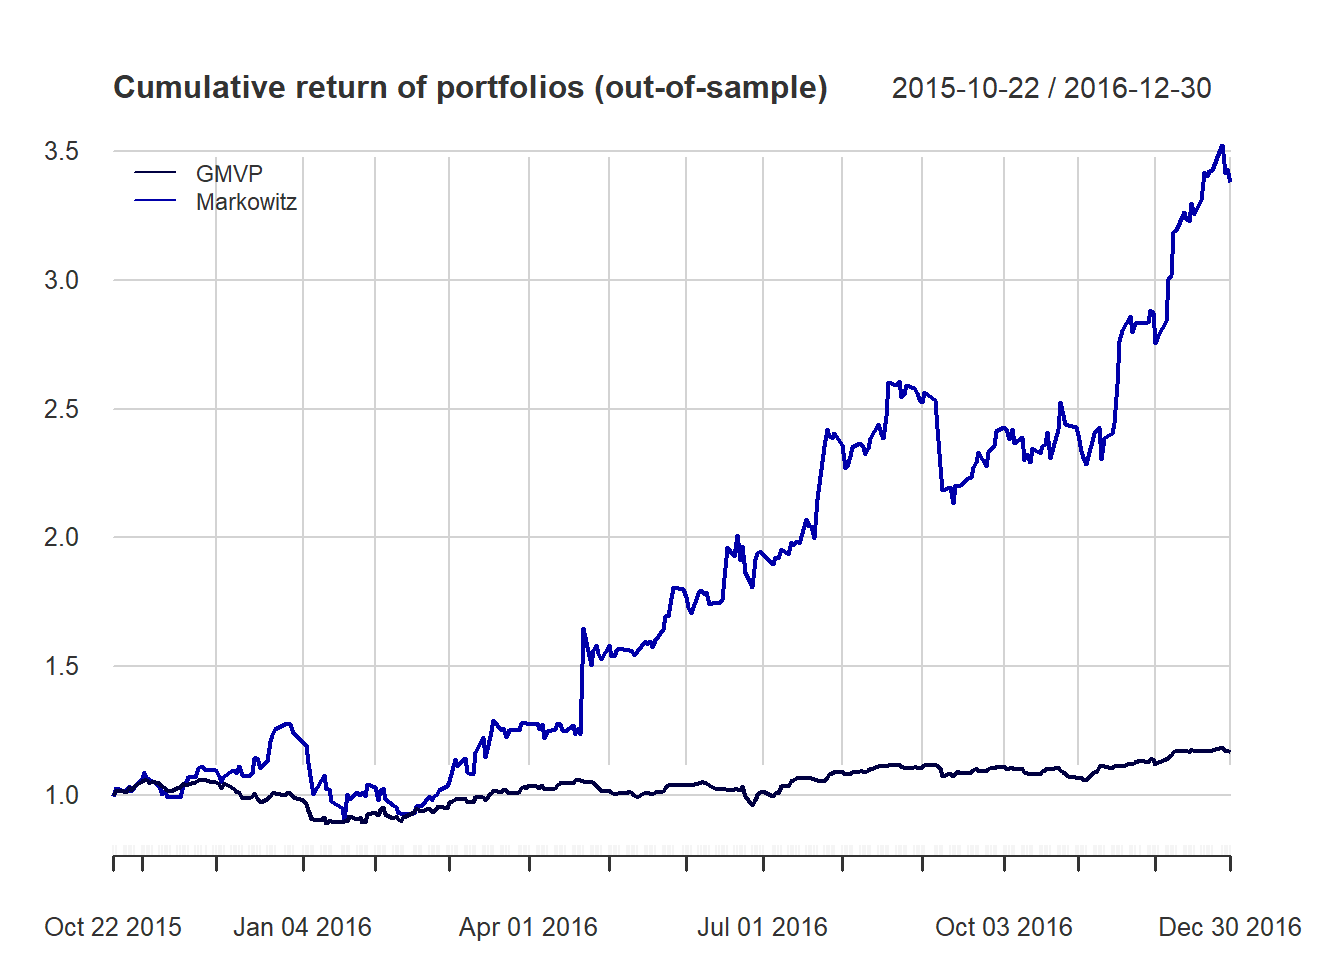 Cumulative return of portfolios (out-of-sample) 2015-10-22 / 2016-12-30
3.5
GMVP
Markowitz
3.0
2.5
2.0
1.5
1.0
Oct 22 2015 Jan 04 2016 Apr 01 2016 Jul 01 2016 Oct 03 2016 Dec 30 2016